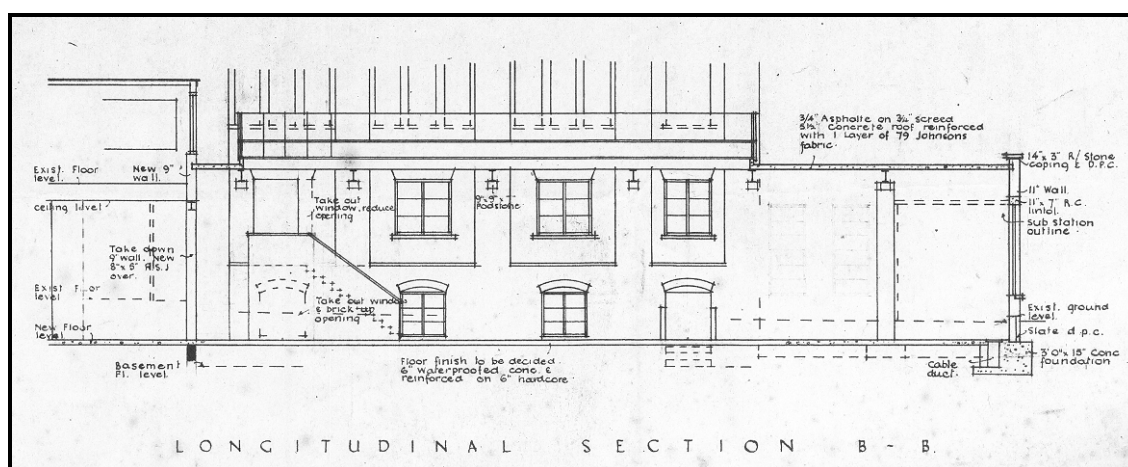 3/4" Asphalte on 3/4" screed
5 1/2" Concrete roof reinforced
with 1 Layer of 79 Johnsons
fabric.
14" x 3" R/Stone
coping & D.P.C.
11" Wall.
11" x 7" R.C.
lintol.
Sub station
outline
Exist. ground
level.
Slate d.p.c.
3'0" x 15" Conc
foundation
Cable
duct.
Exist. Floor
level.
New 9"
wall.
ceiling level
Take down
9" wall. New
8" x 5" R.S.J
over.
Exist Floor
level
New Floor
level.
Basement
Pl. level.
Take out
window. reduce
opening
9" x 9"
Padstone
Take out window
& brick-up
opening
Floor finish to be decided.
6" waterproofed conc. &
reinforced on 6" hardcore.
LONGITUDINAL SECTION B-B.